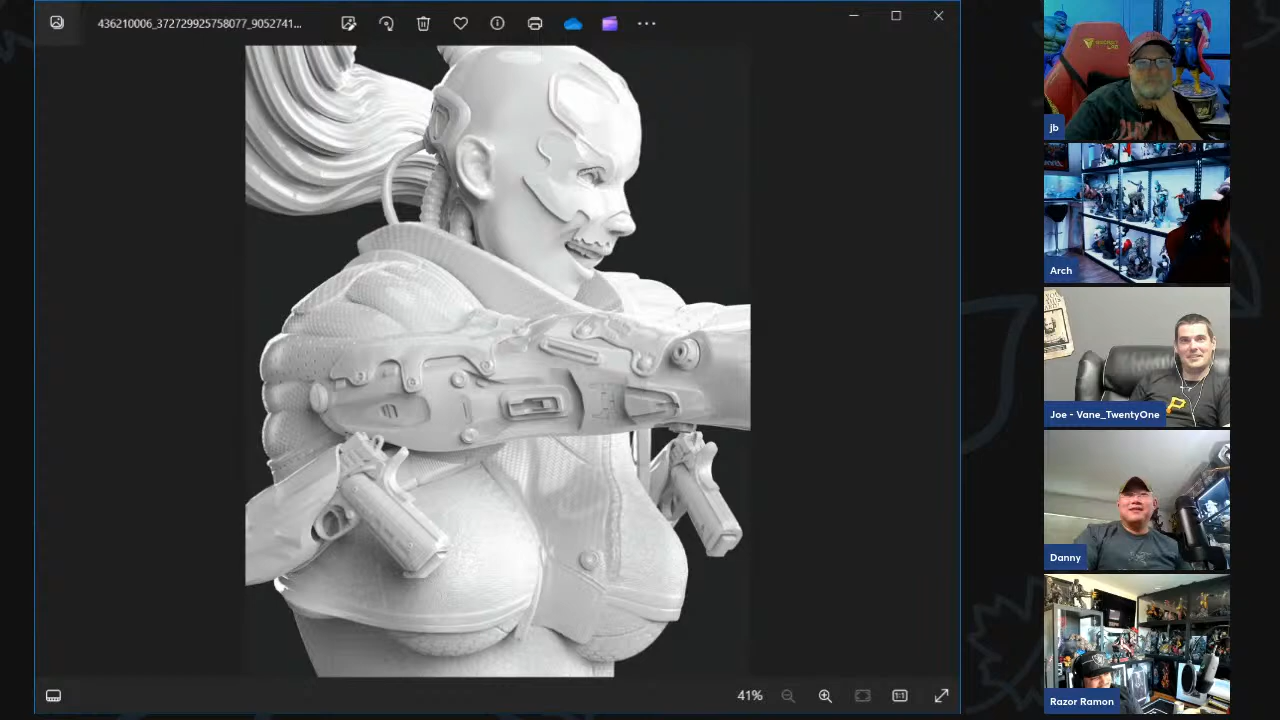 436210006_372729925758077_9052741...
41%
jb
Arch
Joe - Vane_TwentyOne
Danny
Razor Ramon